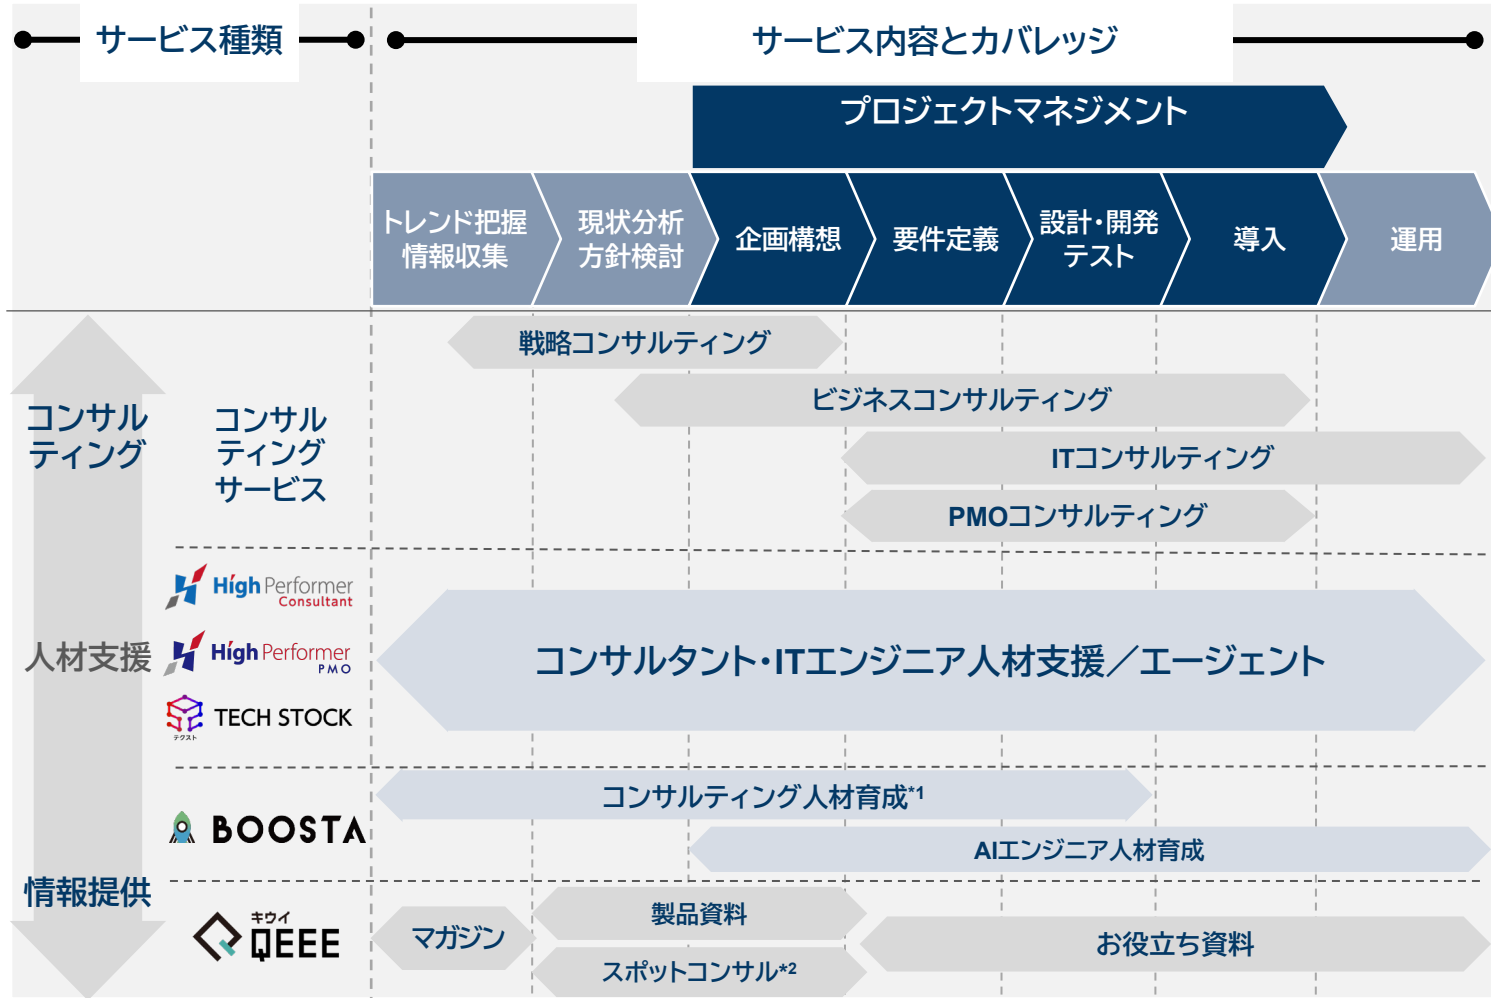 サービス種類
サービス内容とカバレッジ
プロジェクトマネジメント
トレンド把握
情報収集
現状分析
方針検討
企画構想
要件定義
設計・開発
テスト
導入
運用
コンサル
ティング
コンサル
ティング
サービス
戦略コンサルティング
ビジネスコンサルティング
ITコンサルティング
PMOコンサルティング
人材支援
High Performer
Consultant
High Performer
PMO
TECH STOCK
テクスト
コンサルタント・ITエンジニア人材支援／エージェント
BOOSTA
コンサルティング人材育成*1
AIエンジニア人材育成
情報提供
キウイ
QEEE
マガジン
製品資料
スポットコンサル*2
お役立ち資料